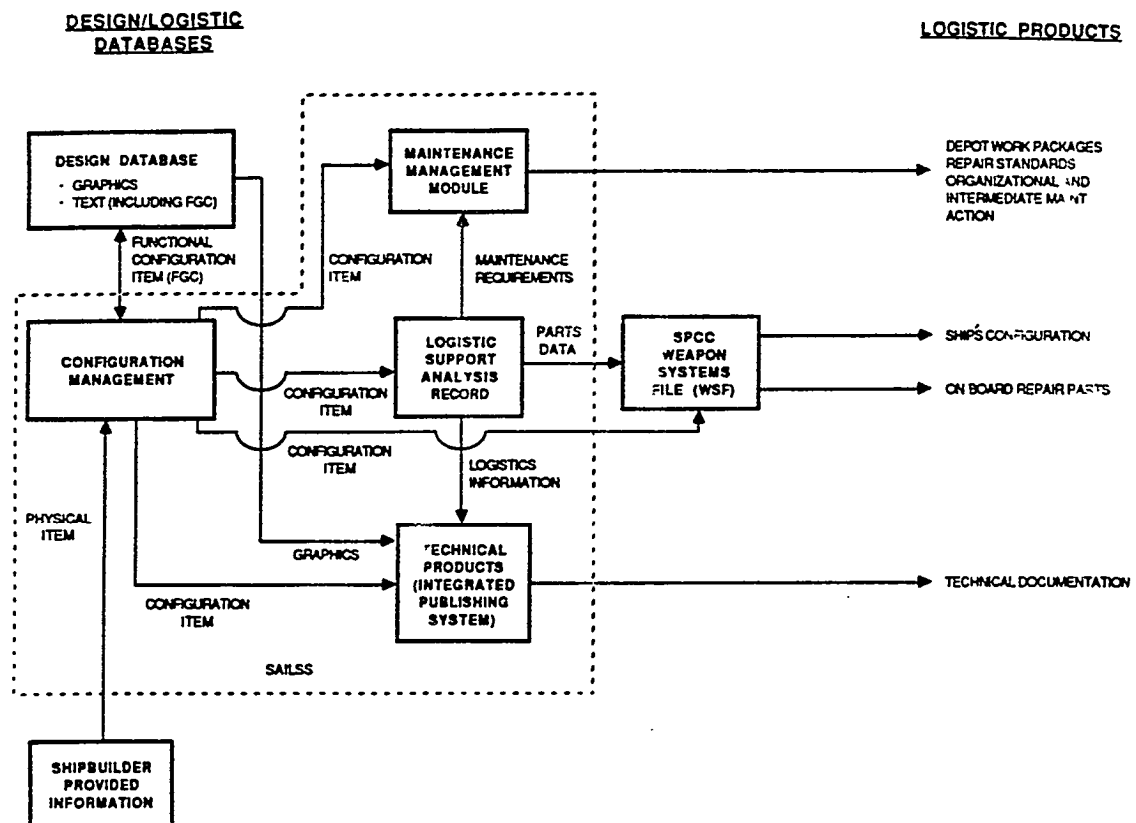 DESIGN/LOGISTIC
DATABASES
LOGISTIC PRODUCTS
DESIGN DATABASE
· GRAPHICS
· TEXT (INCLUDING FGC)
MAINTENANCE
MANAGEMENT
MODULE
DEPOT WORK PACKAGES
REPAIR STANDARDS
ORGANIZATIONAL AND
INTERMEDIATE
ACTION
FUNCTIONAL
CONFIGURATION
ITEM (FGC)
CONFIGURATION
ITEM
MAINTENANCE
REQUIREMENTS
CONFIGURATION
MANAGEMENT
CONFIGURATION
ITEM
LOGISTIC
SUPPORT
ANALYSIS
RECORD
PARTS
DATA
SPCC
WEAPON
SYSTEMS
FILE (WSF)
SHIP'S CONFIGURATION
ON BOARD REPAIR PARTS
CONFIGURATION
ITEM
LOGISTICS
INFORMATION
PHYSICAL
ITEM
GRAPHICS
CONFIGURATION
ITEM
TECHNICAL
PRODUCTS
(INTEGRATED
PUBLISHING
SYSTEM)
TECHNICAL DOCUMENTATION
SAILSS
SHIPBUILDER
PROVIDED
INFORMATION